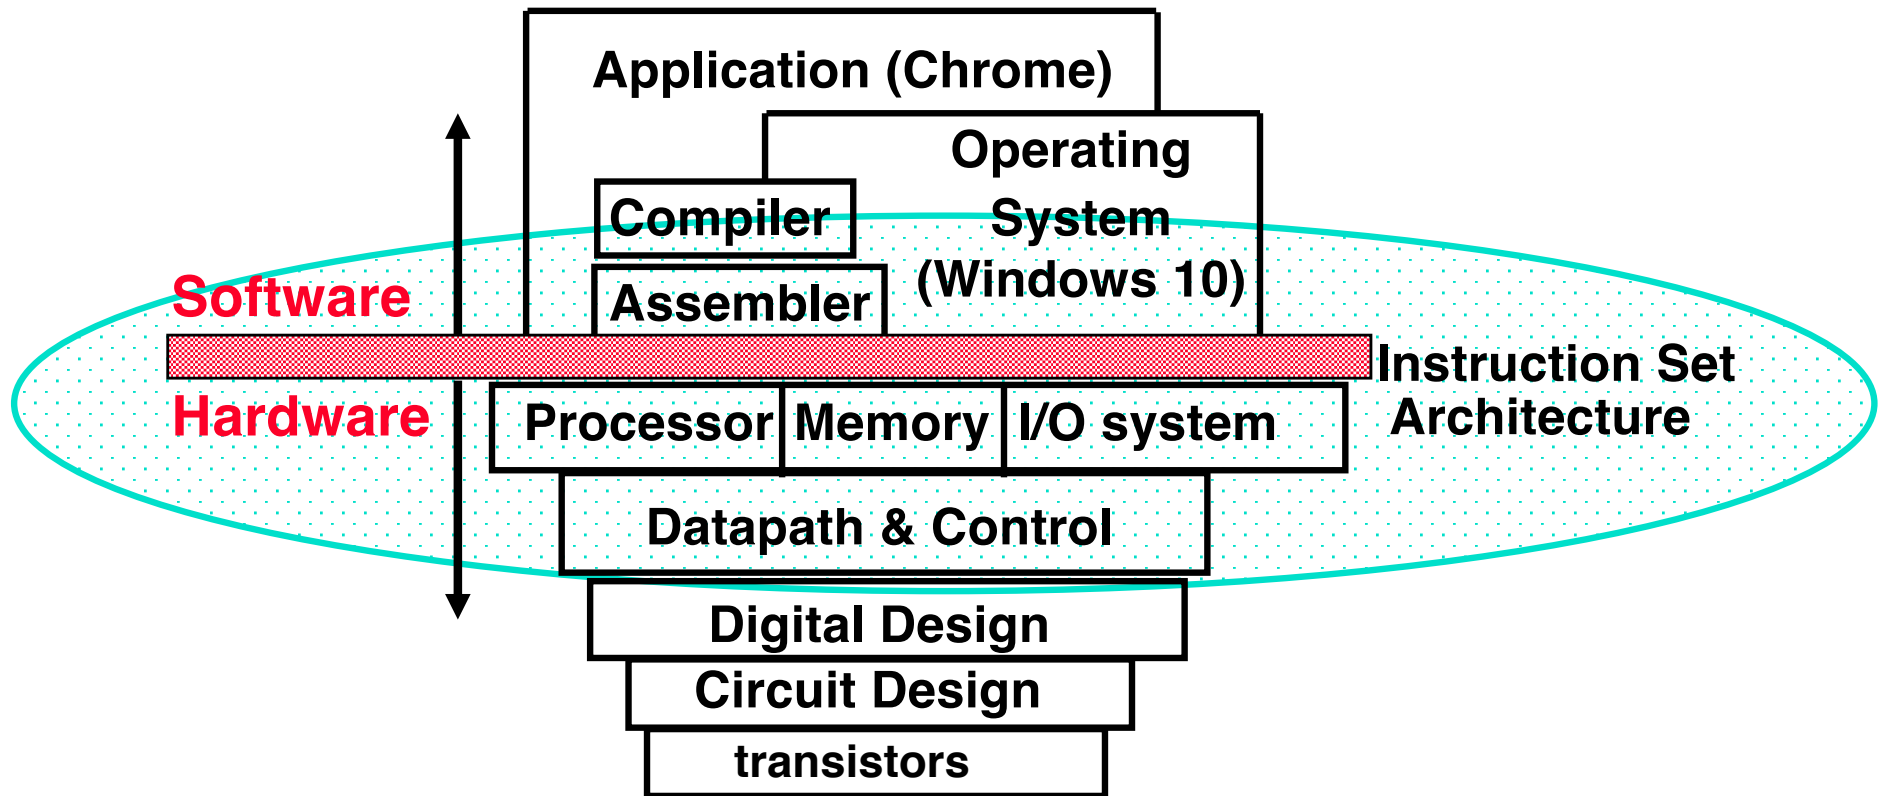 Application (Chrome)
Operating
System
(Windows 10)
Compiler
Assembler
Software
Hardware
Instruction Set
Architecture
Processor
Memory
I/O system
Datapath & Control
Digital Design
Circuit Design
transistors